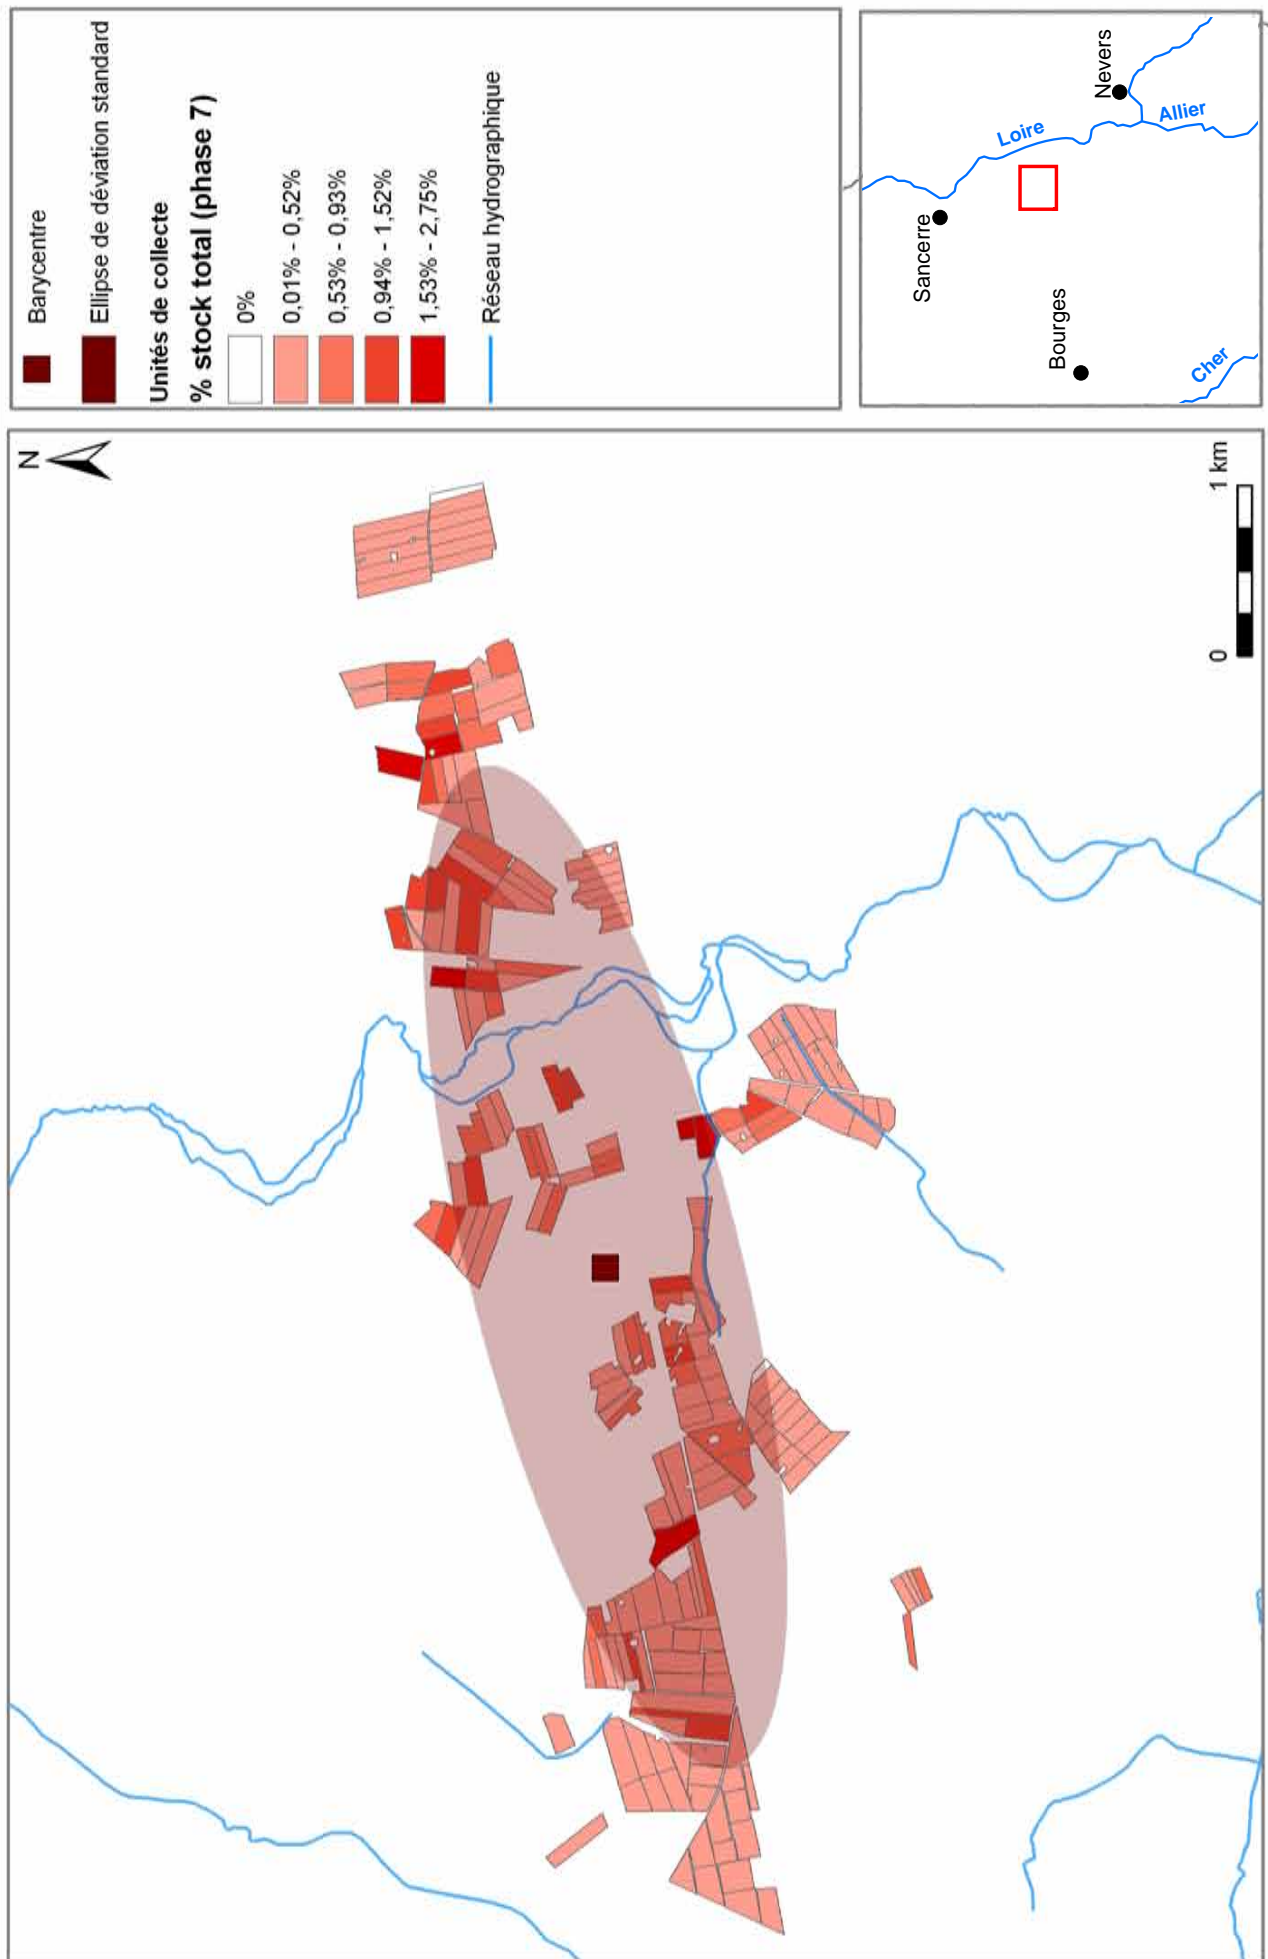 Barycentre
Ellipse de déviation standard
Unités de collecte
% stock total (phase 7)
0%
0,01% - 0,52%
0,53% - 0,93%
0,94% - 1,52%
1,53% - 2,75%
Réseau hydrographique
Nevers
Allier
Loire
Sancerre
Bourges
Cher
N
0 1 km